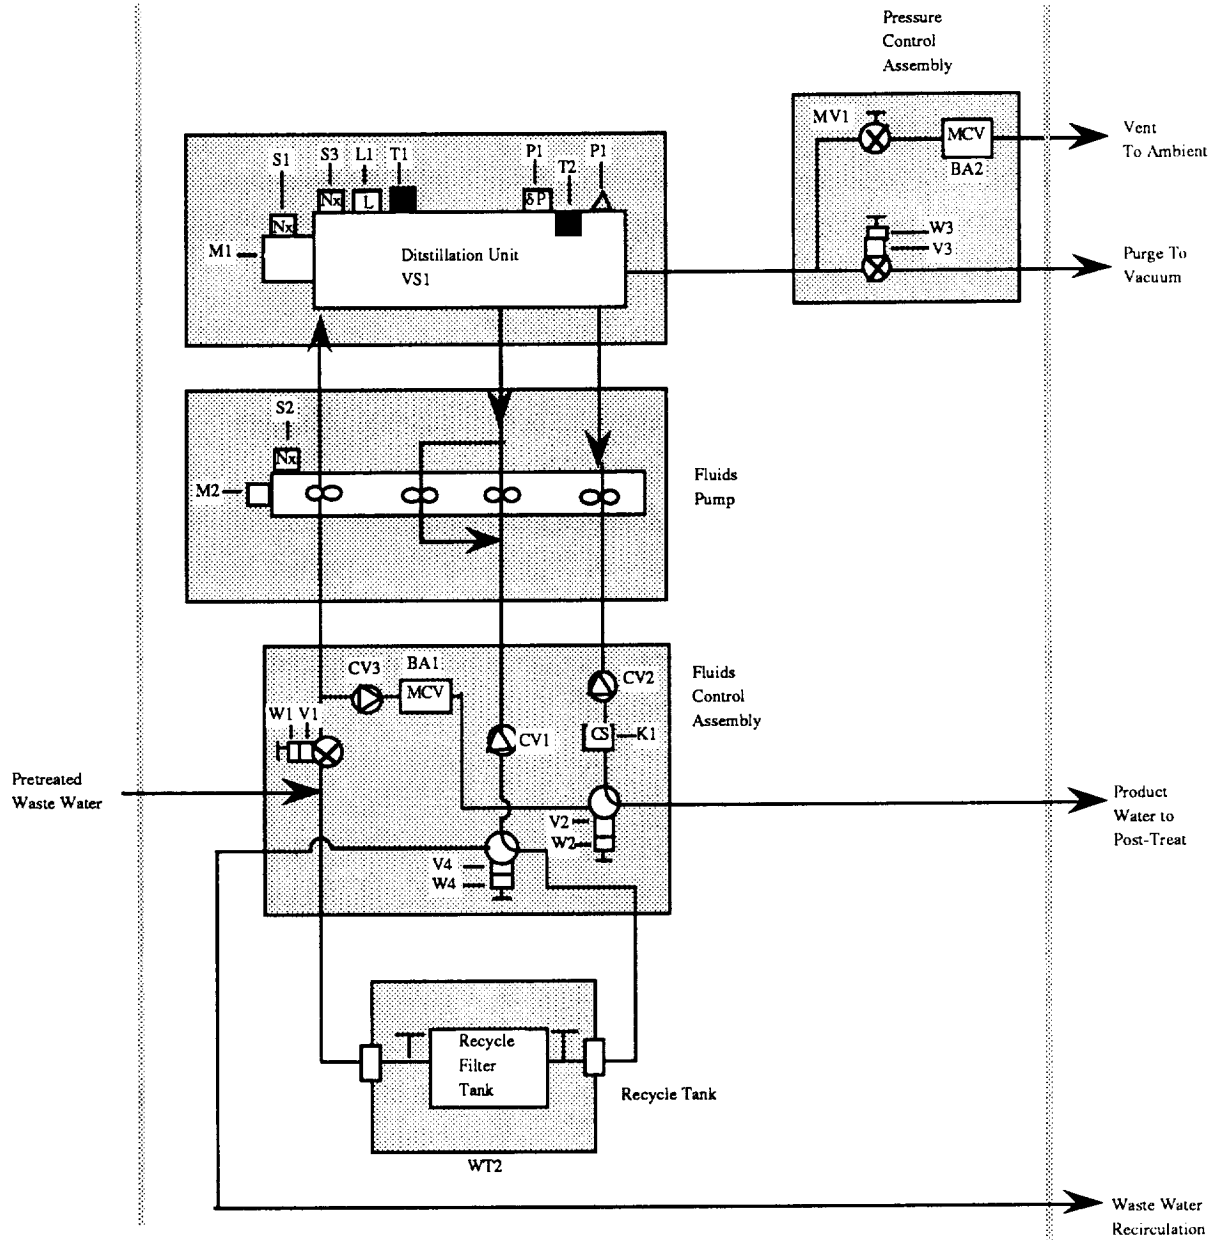 Pressure
Control
Assembly
MV1
MCV
BA2
Vent
To Ambient
W3
V3
Purge To
Vacuum
S1
S3
L1
T1
P1
T2
P1
Nx
L
δP
Nx
M1
Ditstillation Unit
VS1
S2
Nx
M2
Fluids
Pump
Fluids
Control
Assembly
CV3
BA1
MCV
CV2
W1
V1
CV1
CS
K1
Pretreated
Waste Water
V2
W2
V4
W4
Product
Water to
Post-Treat
Recycle
Filter
Tank
Recycle Tank
WT2
Waste Water
Recirculation